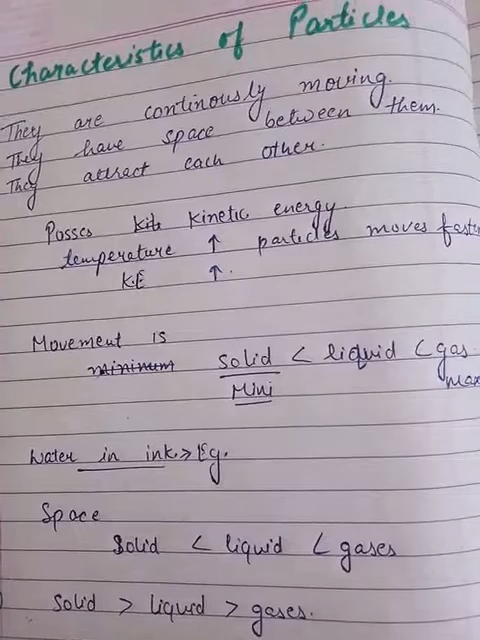 Characteristics of Particles
They are continously moving.
They have space between them.
They attract each other.
Posses kite kinetic energy
temperature ↑ particles moves faster
K.E ↑.
Movement is
minimum solid < liquid < gas.
Mini max
Water in ink. > Eg.
Space
Solid < liquid < gases
Solid > liquid > gases.